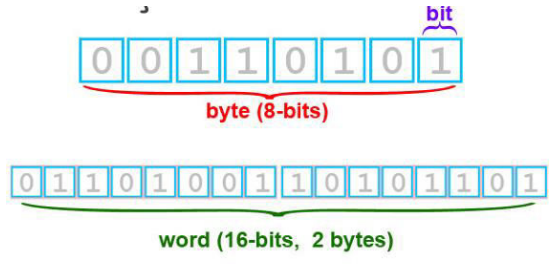 bit
0 0 1 1 0 1 0 1
byte (8-bits)
0 1 1 0 1 0 0 1 1 0 1 0 1 1 0 1
word (16-bits, 2 bytes)